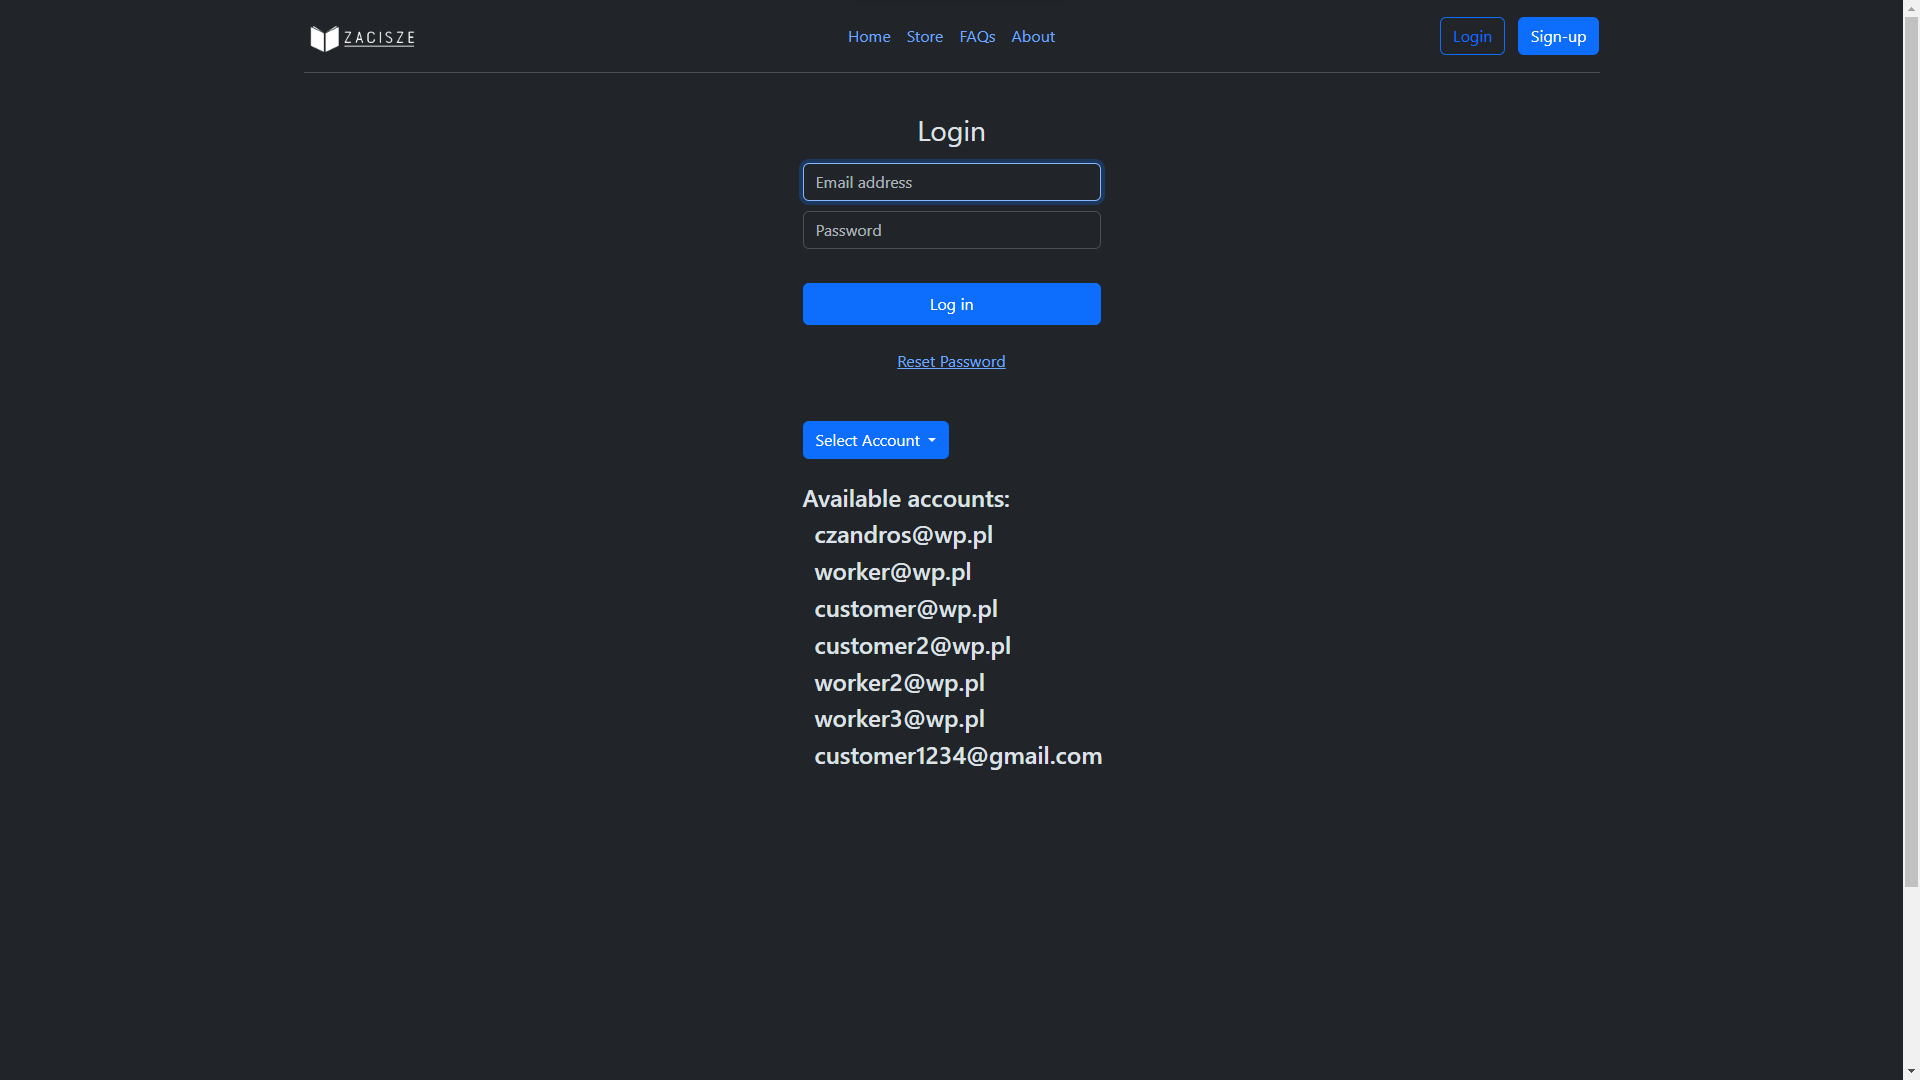 ZACISZE
Home Store FAQs About
Login Sign-up
Login
Email address
Password
Log in
Reset Password
Select Account
Available accounts:
czandros@wp.pl
worker@wp.pl
customer@wp.pl
customer2@wp.pl
worker2@wp.pl
worker3@wp.pl
customer1234@gmail.com